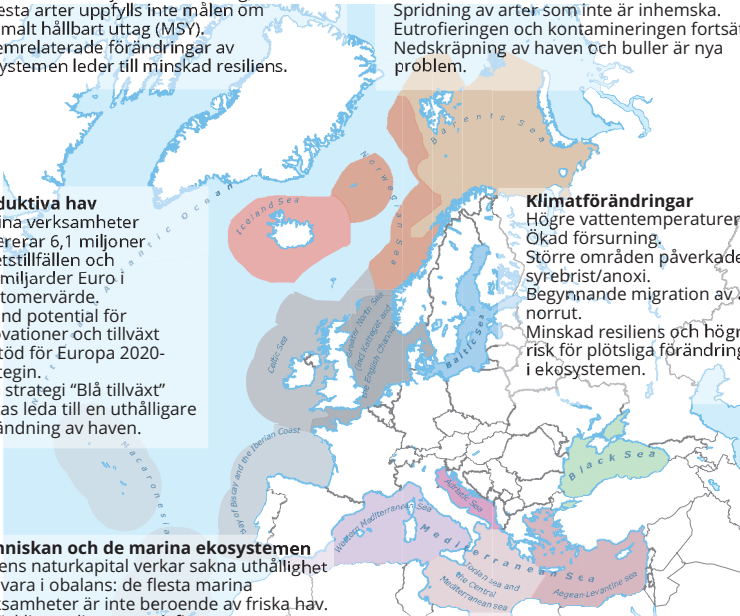 esta arter uppfylls inte målen om
malt hållbart uttag (MSY).
emrelaterade förändringar av
systemen leder till minskad resiliens.
Spridning av arter som inte är inhemska.
Eutrofieringen och kontamineringen fortsät
Nedskräpning av haven och buller är nya
problem.
Barents Sea
Norwegian Sea
Iceland Sea
Atlantic Ocean
duktiva hav
ina verksamheter
ererar 6,1 miljoner
etstillfällen och
miljarder Euro i
tomervärde.
and potential för
ovationer och tillväxt
töd för Europa 2020-
tegin.
strategi “Blå tillväxt”
as leda till en uthålligare
ändning av haven.
Klimatförändringar
Högre vattentemperaturer
Ökad försurning.
Större områden påverkade
syrebrist/anoxi.
Begynnande migration av a
norrut.
Minskad resiliens och högr
risk för plötsliga förändring
i ekosystemen.
Greater North Sea
(incl Kattegat and
the English Channel)
Celtic Sea
Baltic Sea
Bay of Biscay and the Iberian Coast
Macaronesia
Black Sea
Adriatic Sea
Western Mediterranean Sea
Mediterranean Sea
Ionian sea and
the Central
Mediterranean sea
Aegean-Levantine sea
nniskan och de marina ekosystemen
ens naturkapital verkar sakna uthållighet
vara i obalans: de flesta marina
ksamheter är inte beroende av friska hav.